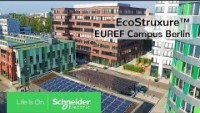 EcoStruxure™
EUREF Campus Berlin
Life Is On
Schneider
Electric